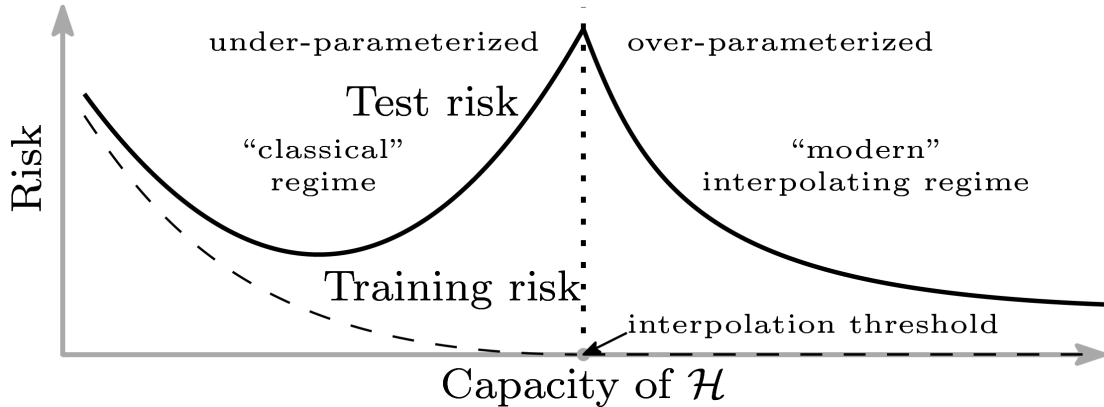 under-parameterized
over-parameterized
Test risk
“classical”
regime
“modern”
interpolating regime
Risk
Training risk
interpolation threshold
Capacity of ℋ